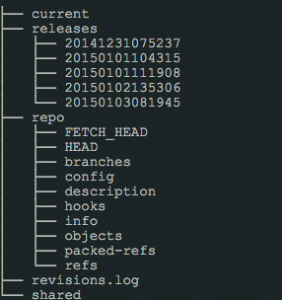 current
releases
20141231075237
20150101104315
20150101111908
20150102135306
20150103081945
repo
FETCH_HEAD
HEAD
branches
config
description
hooks
info
objects
packed-refs
refs
revisions.log
shared